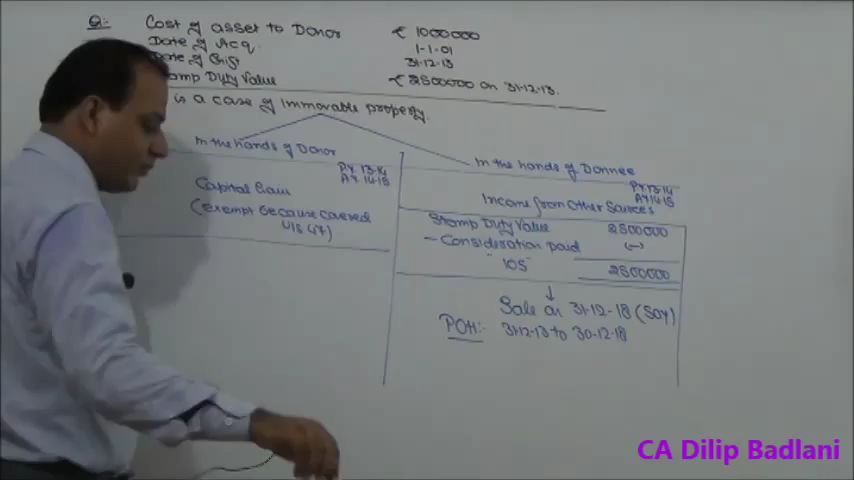 Q:- Cost of asset to Donor ₹ 1000000
Date of Acq. 1-1-01
Date of Gift 31-12-13
Stamp Duty Value ₹ 2500000 on 31-12-13.
is a case of Immovable property.
In the hands of Donor
PY 13-14
AY 14-15
Capital Gain
(exempt because covered
U/S 47)
In the hands of Donnee
PY 13-14
AY 14-15
Income from Other Sources
Stamp Duty Value 2500000
- Consideration paid (-)
"IOS" 2500000
↓
Sale on 31-12-18 (Say)
POH:- 31-12-13 to 30-12-18
CA Dilip Badlani